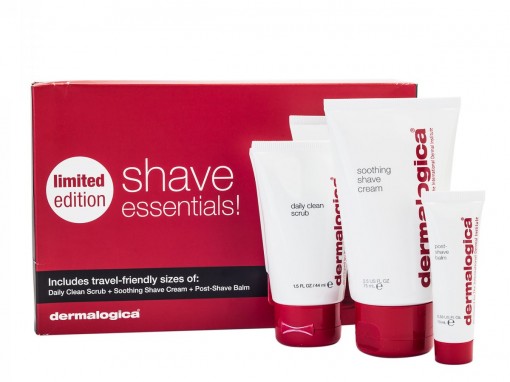 limited
edition
shave
essentials!
Includes travel-friendly sizes of:
Daily Clean Scrub + Soothing Shave Cream + Post-Shave Balm
dermalogica®
daily clean
scrub
1.5 FL OZ / 44 ml e
soothing
shave
cream
dermalogica®
post-
shave
balm
dermalogica®